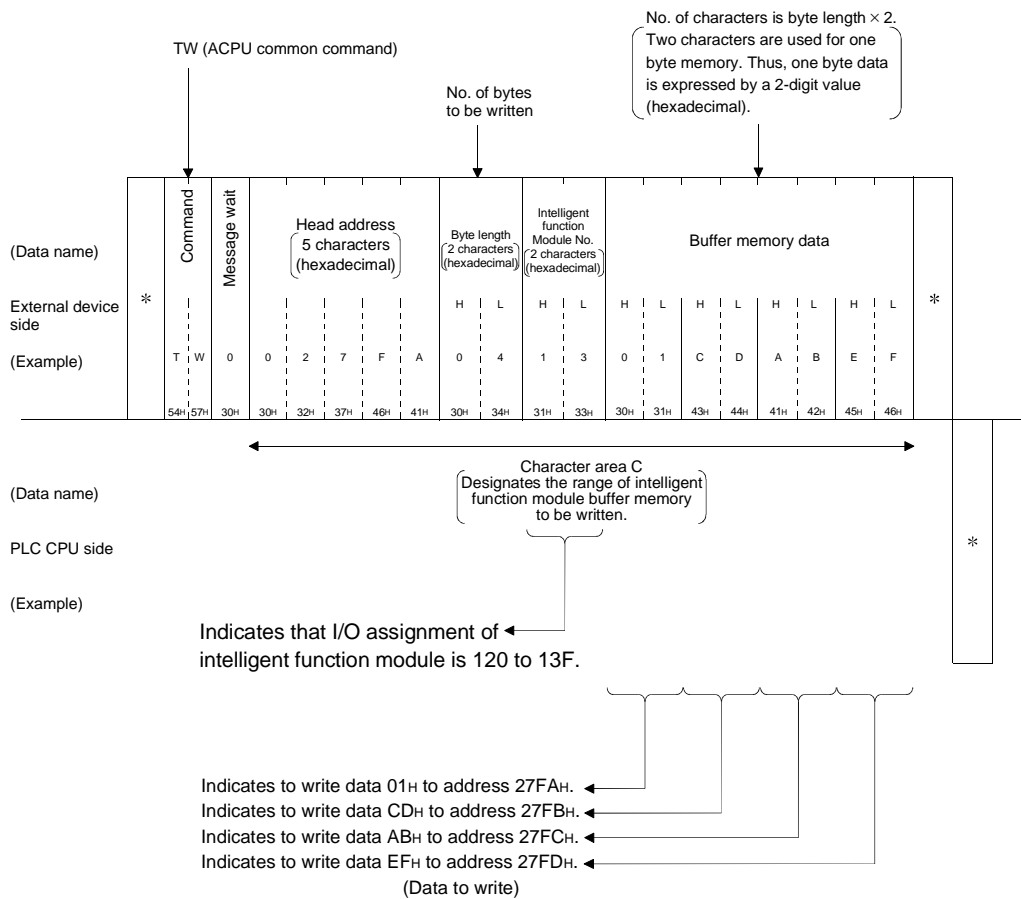 No. of characters is byte length × 2.
Two characters are used for one
byte memory. Thus, one byte data
is expressed by a 2-digit value
(hexadecimal).
TW (ACPU common command)
No. of bytes
to be written
(Data name)
Command
Message wait
Head address
5 characters
(hexadecimal)
Byte length
2 characters
(hexadecimal)
Intelligent
function
Module No.
2 characters
(hexadecimal)
Buffer memory data
External device
side
* H L H L H L H L H L H L *
(Example)
T W 0 0 2 7 F A 0 4 1 3 0 1 C D A B E F
54H 57H 30H 30H 32H 37H 46H 41H 30H 34H 31H 33H 30H 31H 43H 44H 41H 42H 45H 46H
Character area C
Designates the range of intelligent
function module buffer memory
to be written.
(Data name)
PLC CPU side
*
(Example)
Indicates that I/O assignment of
intelligent function module is 120 to 13F.
Indicates to write data 01H to address 27FAH.
Indicates to write data CDH to address 27FBH.
Indicates to write data ABH to address 27FCH.
Indicates to write data EFH to address 27FDH.
(Data to write)